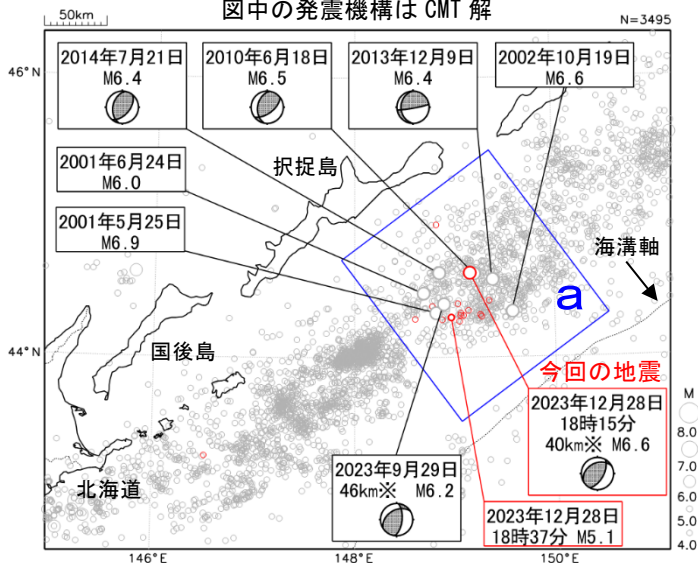 図中の発震機構は CMT 解
50km
N=3495
46°N
2014年7月21日
M6.4
2010年6月18日
M6.5
2013年12月9日
M6.4
2002年10月19日
M6.6
択捉島
2001年6月24日
M6.0
2001年5月25日
M6.9
海溝軸
a
44°N
国後島
今回の地震
2023年12月28日
18時15分
40km※ M6.6
北海道
2023年9月29日
46km※ M6.2
2023年12月28日
18時37分 M5.1
M
8.0
7.0
6.0
5.0
4.0
146°E
148°E
150°E